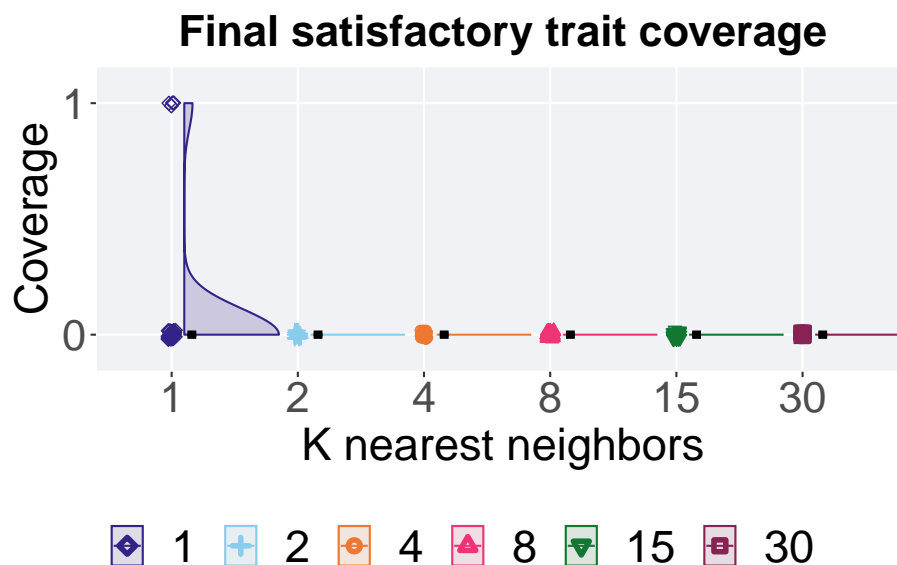 Final satisfactory trait coverage
Coverage
1
0
1 2 4 8 15 30
K nearest neighbors
1 2 4 8 15 30